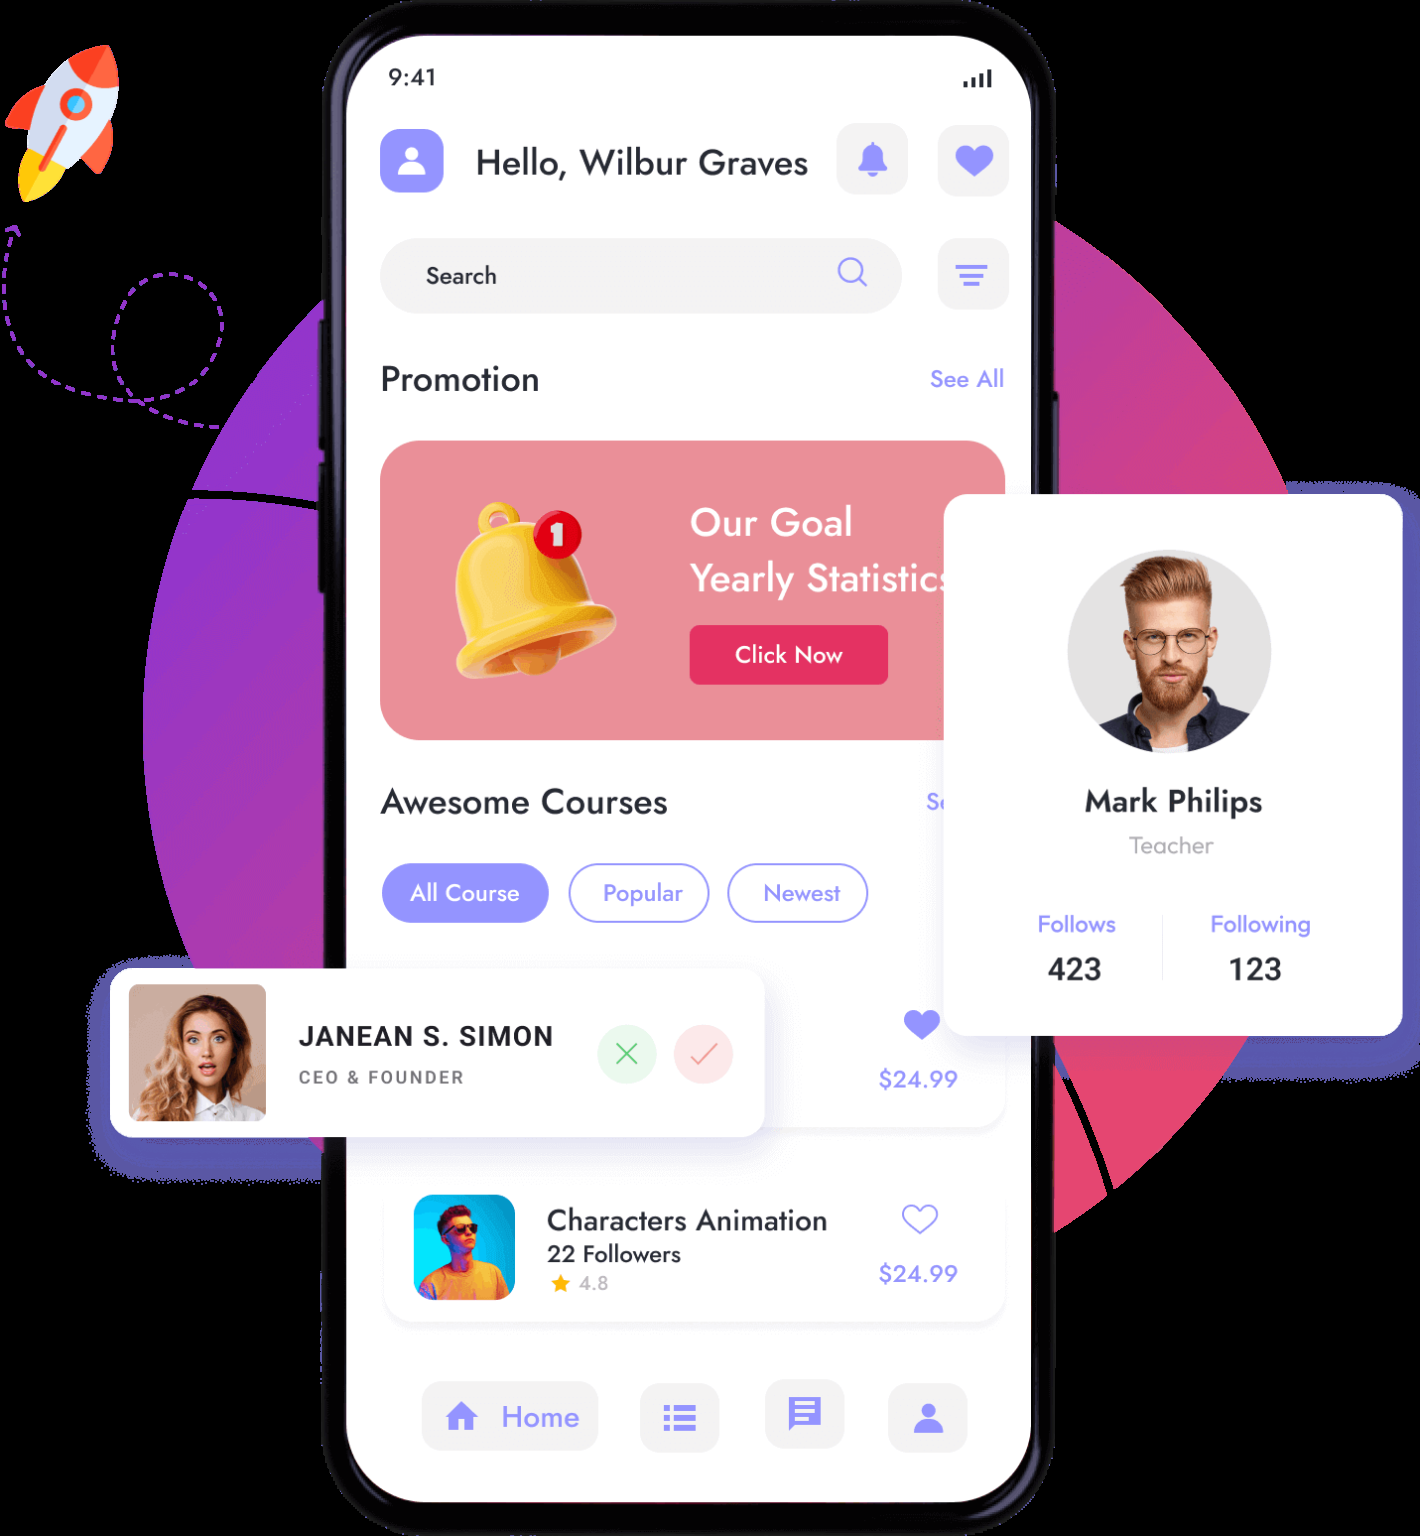 9:41
Hello, Wilbur Graves
Search
Promotion
See All
1
Our Goal
Yearly Statistics
Click Now
Mark Philips
Teacher
Follows
Following
423
123
Awesome Courses
All Course
Popular
Newest
JANEAN S. SIMON
CEO & FOUNDER
$24.99
Characters Animation
22 Followers
4.8
$24.99
Home